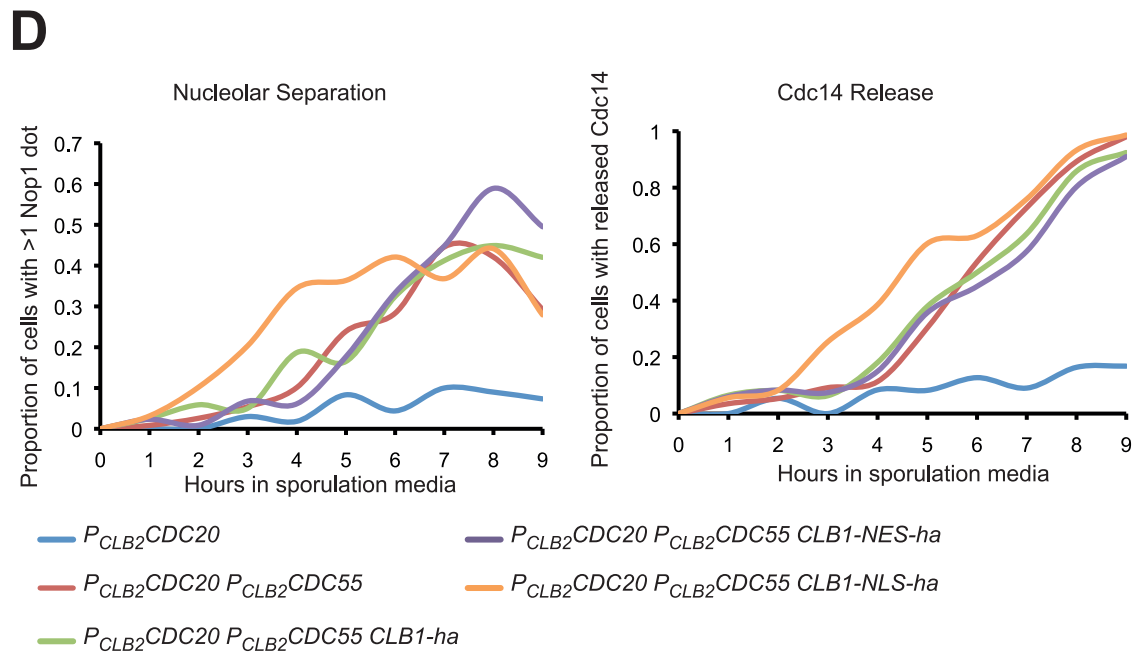 D
Nucleolar Separation
Proportion of cells with >1 Nop1 dot
0.7
0.6
0.5
0.4
0.3
0.2
0.1
0
0 1 2 3 4 5 6 7 8 9
Hours in sporulation media
Cdc14 Release
Proportion of cells with released Cdc14
1
0.8
0.6
0.4
0.2
0
0 1 2 3 4 5 6 7 8 9
Hours in sporulation media
PCLB2CDC20
PCLB2CDC20 PCLB2CDC55
PCLB2CDC20 PCLB2CDC55 CLB1-ha
PCLB2CDC20 PCLB2CDC55 CLB1-NES-ha
PCLB2CDC20 PCLB2CDC55 CLB1-NLS-ha